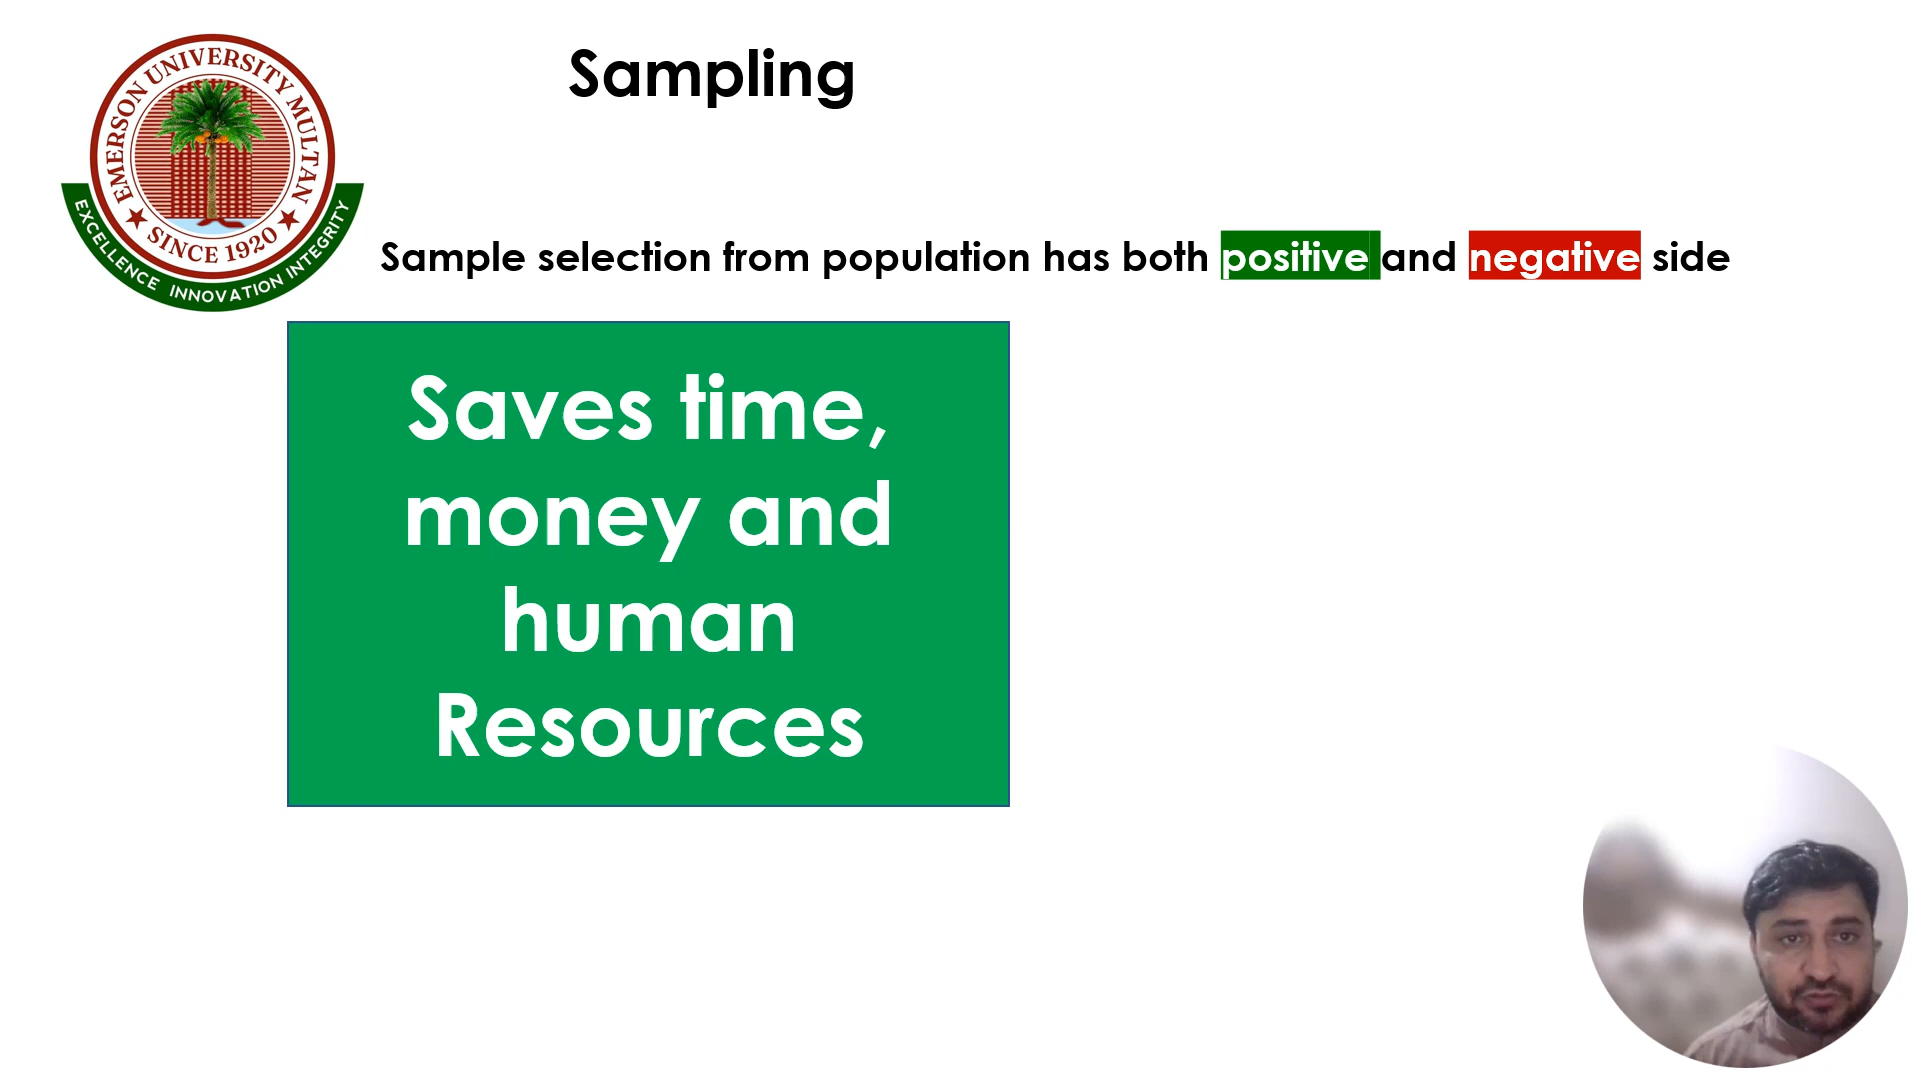 Sampling
EMERSON UNIVERSITY MULTAN
SINCE 1920
EXCELLENCE INNOVATION INTEGRITY
Sample selection from population has both positive and negative side
Saves time,
money and
human
Resources